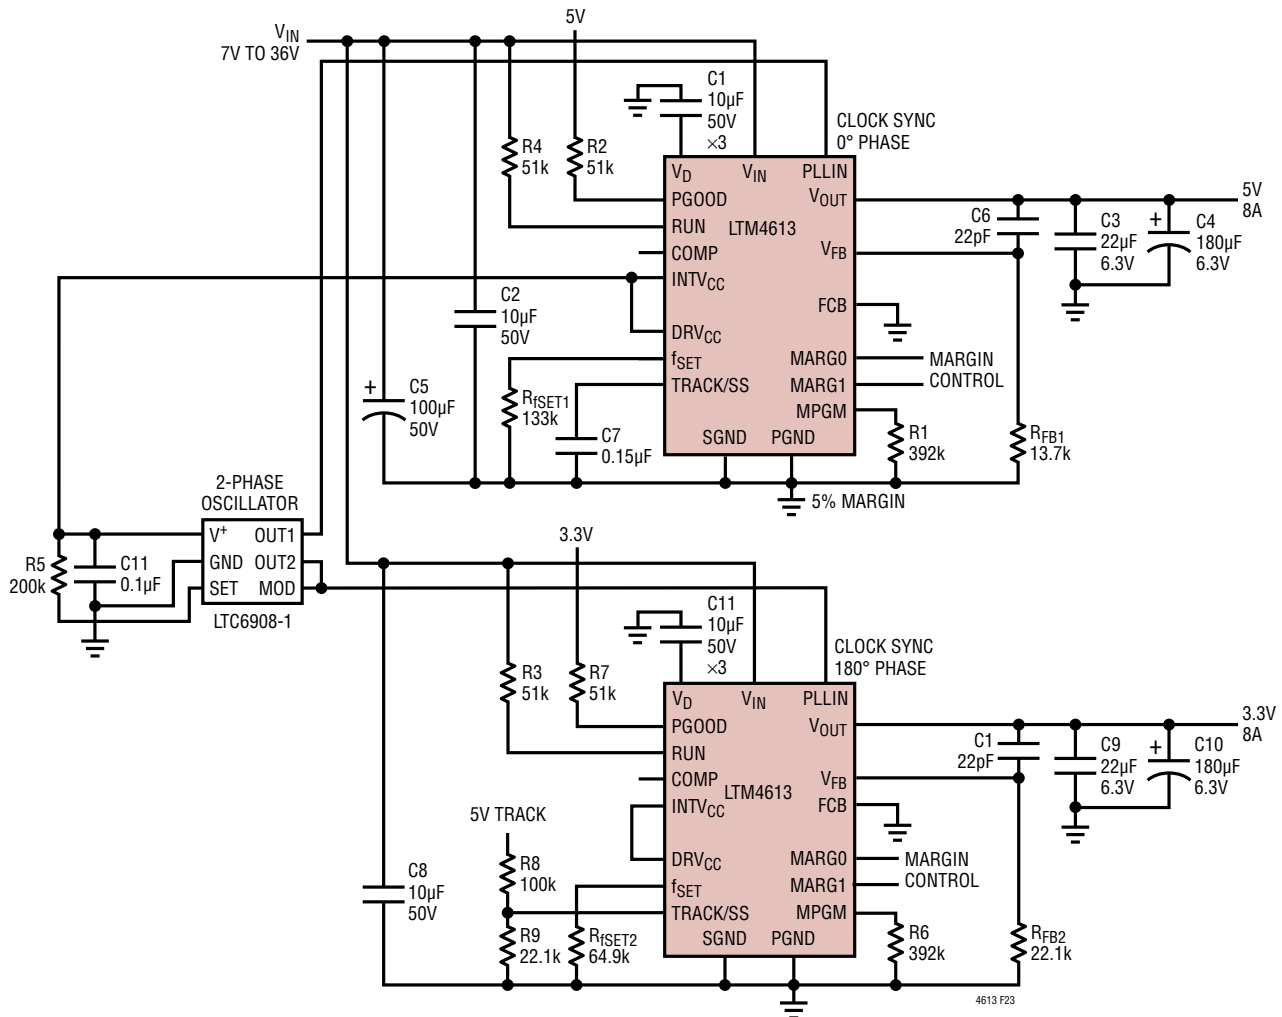 VIN
7V TO 36V
5V
C1
10µF
50V
×3
CLOCK SYNC
0° PHASE
R4
51k
R2
51k
VD
VIN
PLLIN
PGOOD
VOUT
RUN
LTM4613
COMP
VFB
INTVCC
FCB
DRVCC
fSET
MARG0
TRACK/SS
MARG1
MPGM
SGND
PGND
5V
8A
C6
22pF
C3
22µF
6.3V
+
C4
180µF
6.3V
C2
10µF
50V
+
C5
100µF
50V
RfSET1
133k
C7
0.15µF
MARGIN
CONTROL
R1
392k
RFB1
13.7k
5% MARGIN
2-PHASE
OSCILLATOR
V+
OUT1
GND
OUT2
SET
MOD
LTC6908-1
R5
200k
C11
0.1µF
3.3V
C11
10µF
50V
×3
CLOCK SYNC
180° PHASE
R3
51k
R7
51k
VD
VIN
PLLIN
PGOOD
VOUT
RUN
COMP
VFB
LTM4613
INTVCC
FCB
DRVCC
MARG0
fSET
MARG1
TRACK/SS
MPGM
SGND
PGND
3.3V
8A
C1
22pF
C9
22µF
6.3V
+
C10
180µF
6.3V
5V TRACK
R8
100k
C8
10µF
50V
R9
22.1k
RfSET2
64.9k
MARGIN
CONTROL
R6
392k
RFB2
22.1k
4613 F23